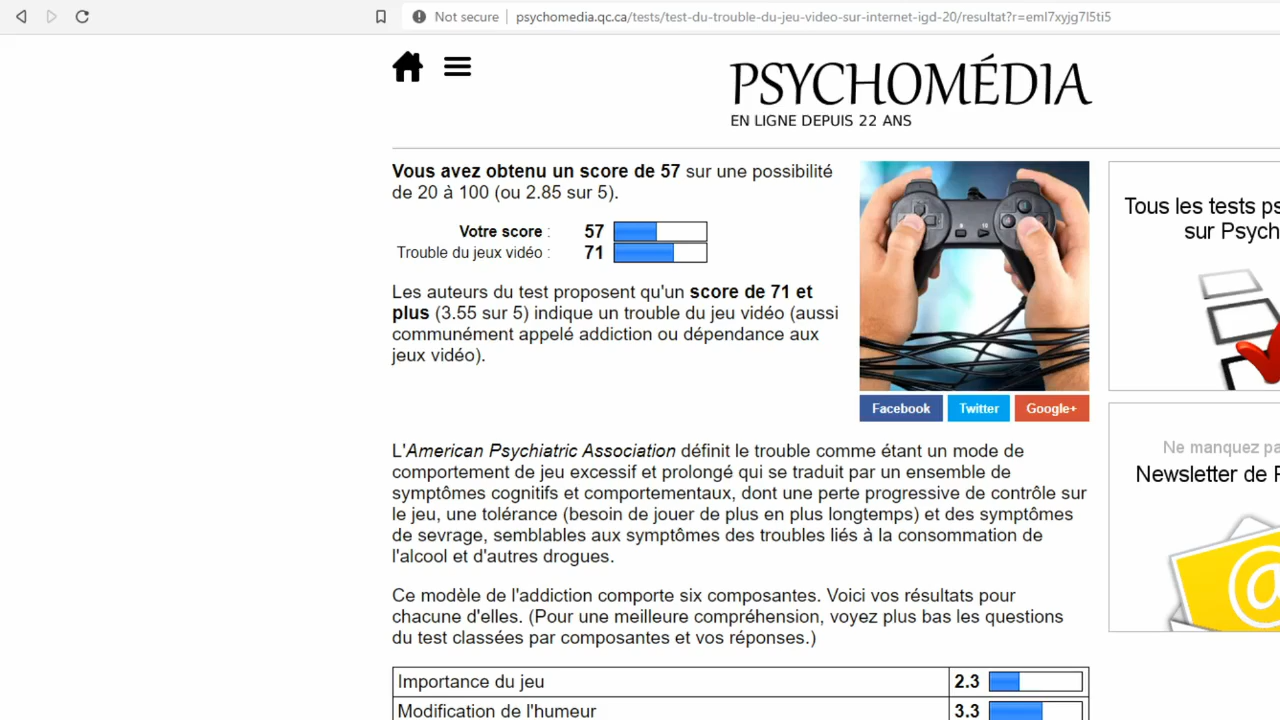 Not secure | psychomedia.qc.ca/tests/test-du-trouble-du-jeu-video-sur-internet-igd-20/resultat?r=eml7xyjg7l5ti5
PSYCHOMÉDIA
EN LIGNE DEPUIS 22 ANS
Vous avez obtenu un score de 57 sur une possibilité
de 20 à 100 (ou 2.85 sur 5).
Votre score : 57
Trouble du jeux vidéo : 71
Les auteurs du test proposent qu'un score de 71 et
plus (3.55 sur 5) indique un trouble du jeu vidéo (aussi
communément appelé addiction ou dépendance aux
jeux vidéo).
Facebook Twitter Google+
Tous les tests ps
sur Psych
Ne manquez pa
Newsletter de P
L'American Psychiatric Association définit le trouble comme étant un mode de
comportement de jeu excessif et prolongé qui se traduit par un ensemble de
symptômes cognitifs et comportementaux, dont une perte progressive de contrôle sur
le jeu, une tolérance (besoin de jouer de plus en plus longtemps) et des symptômes
de sevrage, semblables aux symptômes des troubles liés à la consommation de
l'alcool et d'autres drogues.
Ce modèle de l'addiction comporte six composantes. Voici vos résultats pour
chacune d'elles. (Pour une meilleure compréhension, voyez plus bas les questions
du test classées par composantes et vos réponses.)
Importance du jeu 2.3
Modification de l'humeur 3.3